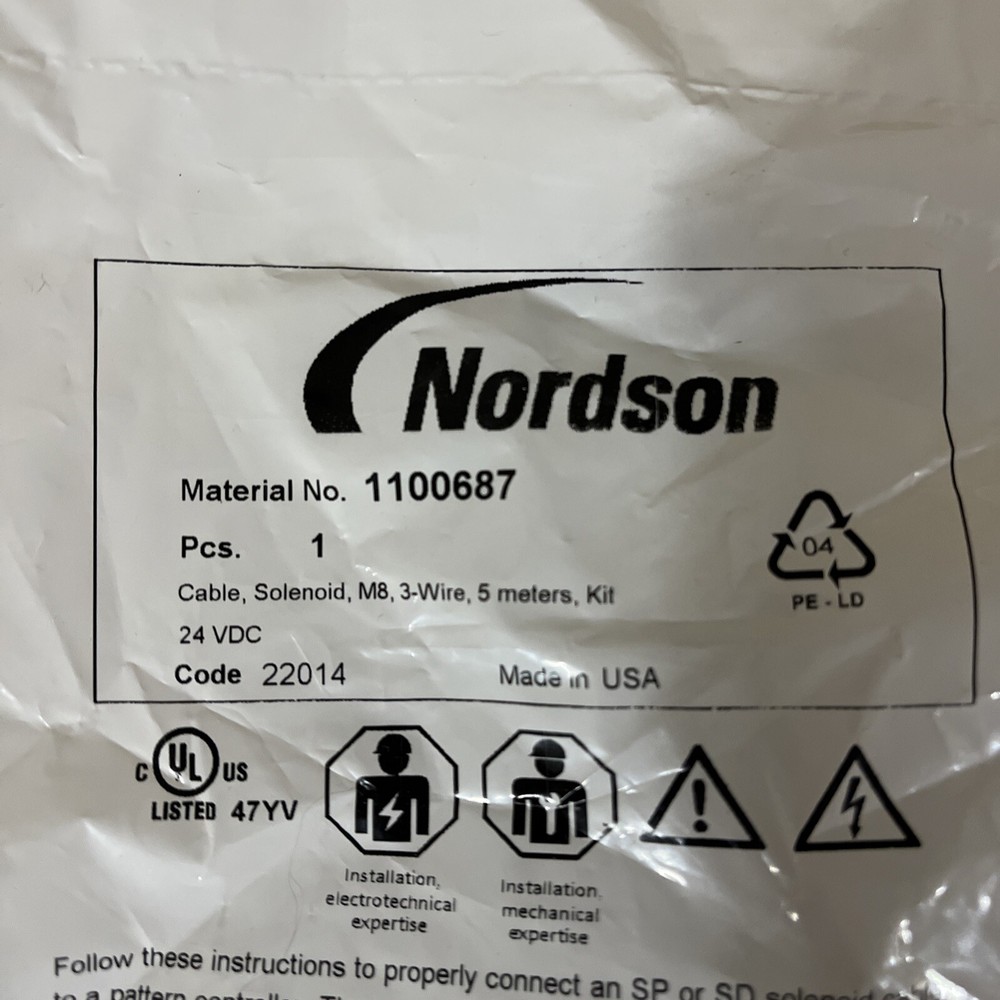 Nordson
Material No. 1100687
Pcs. 1
Cable, Solenoid, M8, 3-Wire, 5 meters, Kit
24 VDC
Code 22014 Made in USA
04
PE - LD
C UL US
LISTED 47YV
Installation,
electrotechnical
expertise
Installation,
mechanical
expertise
Follow these instructions to properly connect an SP or SD solenoid
to a pattern